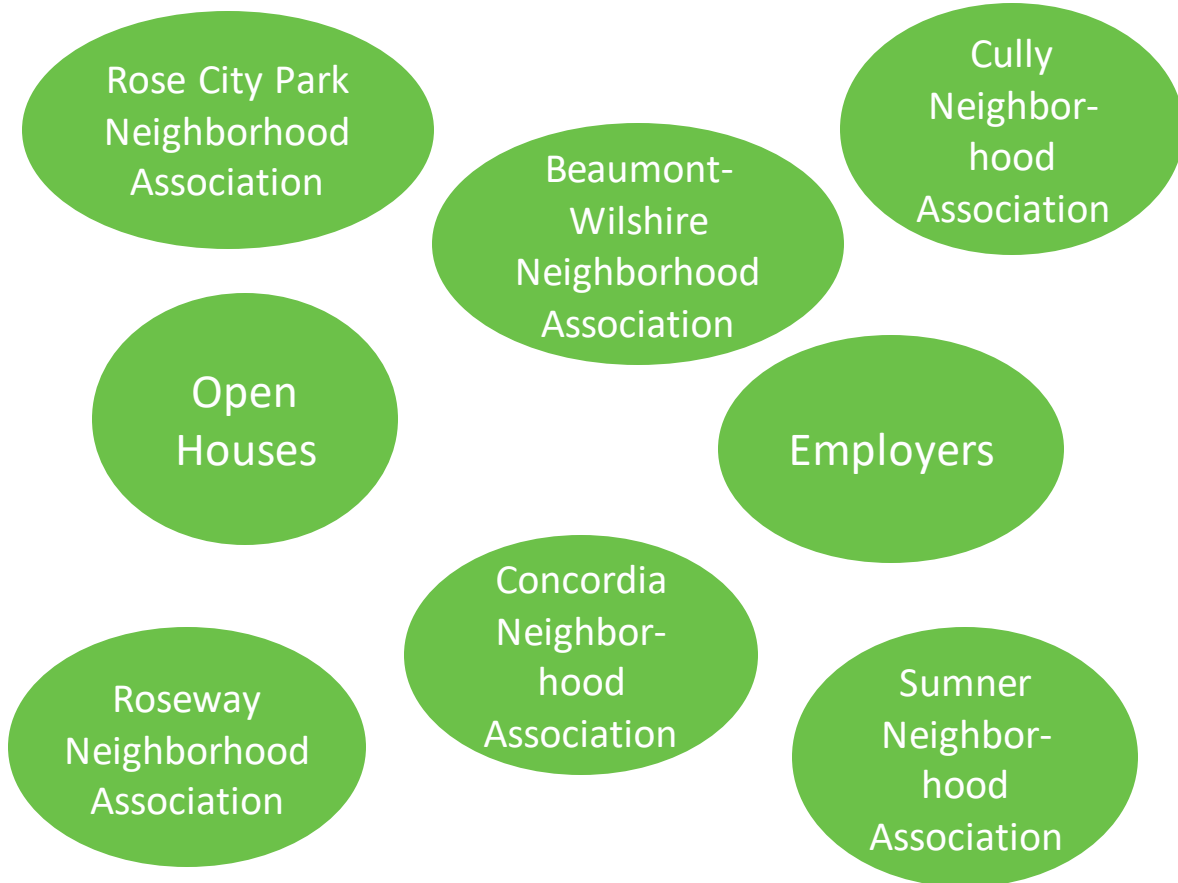 Rose City Park
Neighborhood
Association
Beaumont-
Wilshire
Neighborhood
Association
Cully
Neighbor-
hood
Association
Open
Houses
Employers
Concordia
Neighbor-
hood
Association
Roseway
Neighborhood
Association
Sumner
Neighbor-
hood
Association